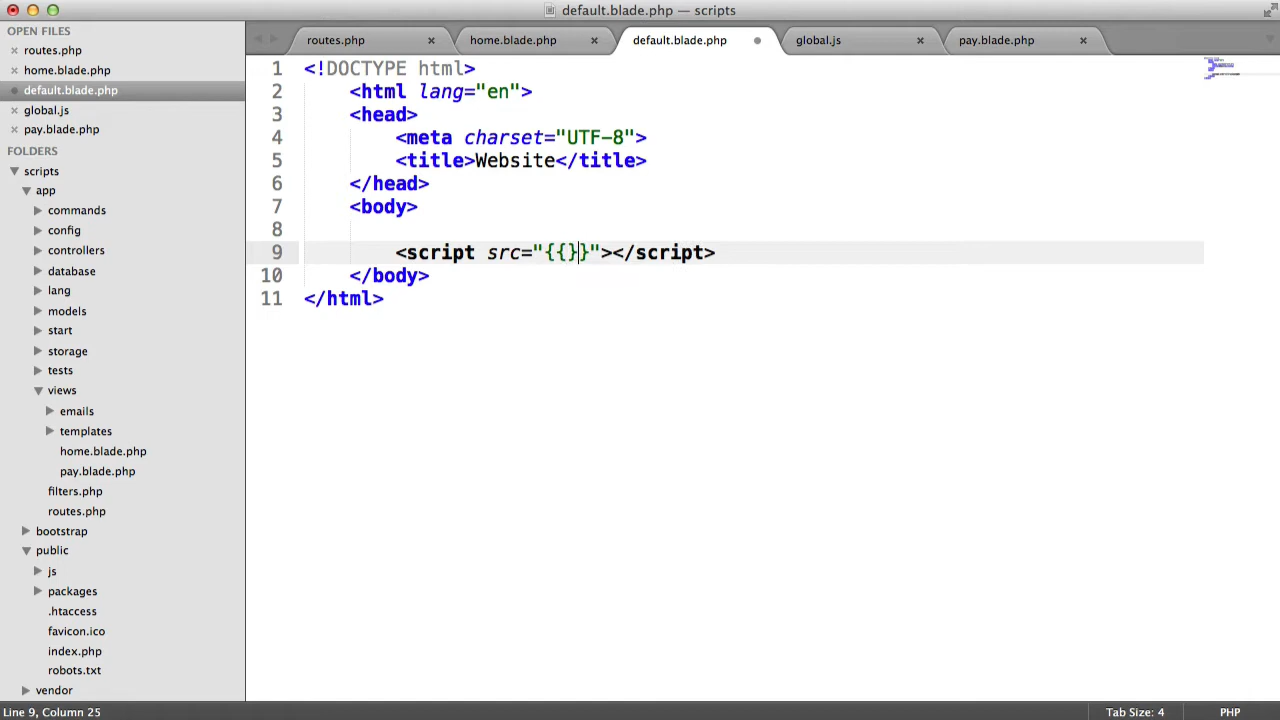 default.blade.php — scripts
OPEN FILES
routes.php
home.blade.php
default.blade.php
global.js
pay.blade.php
FOLDERS
scripts
app
commands
config
controllers
database
lang
models
start
storage
tests
views
emails
templates
home.blade.php
pay.blade.php
filters.php
routes.php
bootstrap
public
js
packages
.htaccess
favicon.ico
index.php
robots.txt
vendor
routes.php
home.blade.php
default.blade.php
global.js
pay.blade.php
1 <!DOCTYPE html>
2 <html lang="en">
3 <head>
4 <meta charset="UTF-8">
5 <title>Website</title>
6 </head>
7 <body>
8
9 <script src="{{}}"></script>
10 </body>
11 </html>
Line 9, Column 25
Tab Size: 4
PHP